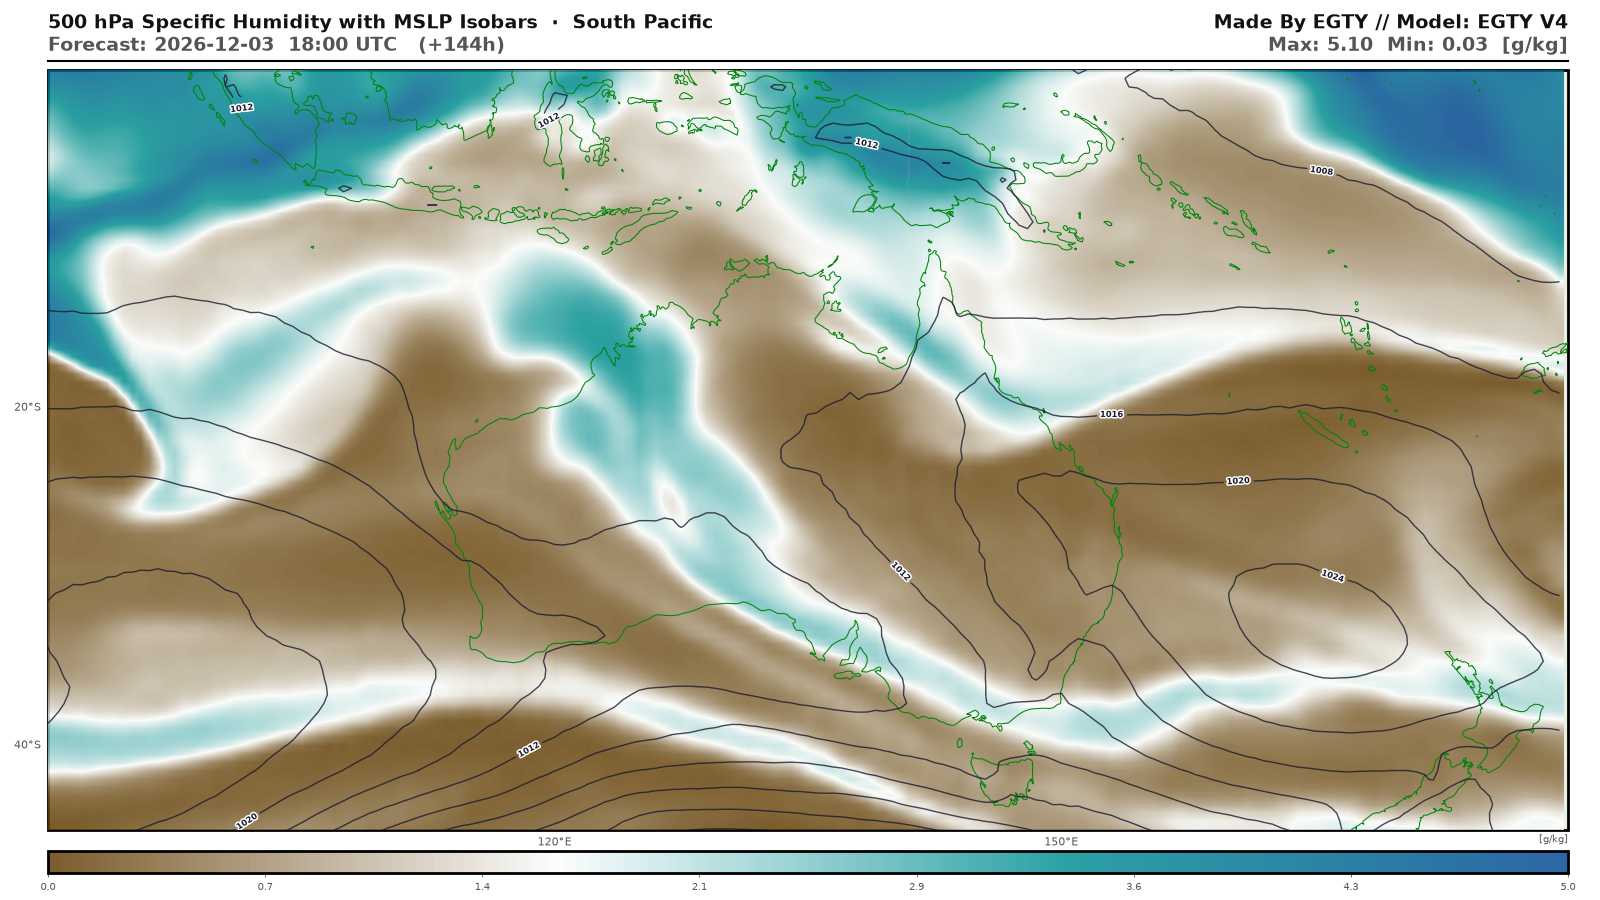 500 hPa Specific Humidity with MSLP Isobars · South Pacific
Made By EGTY // Model: EGTY V4
Forecast: 2026-12-03 18:00 UTC (+144h)
Max: 5.10 Min: 0.03 [g/kg]
1012
1012
1012
1008
20°S
1016
1020
1012
1024
40°S
1012
1020
120°E
150°E
[g/kg]
0.0
0.7
1.4
2.1
2.9
3.6
4.3
5.0